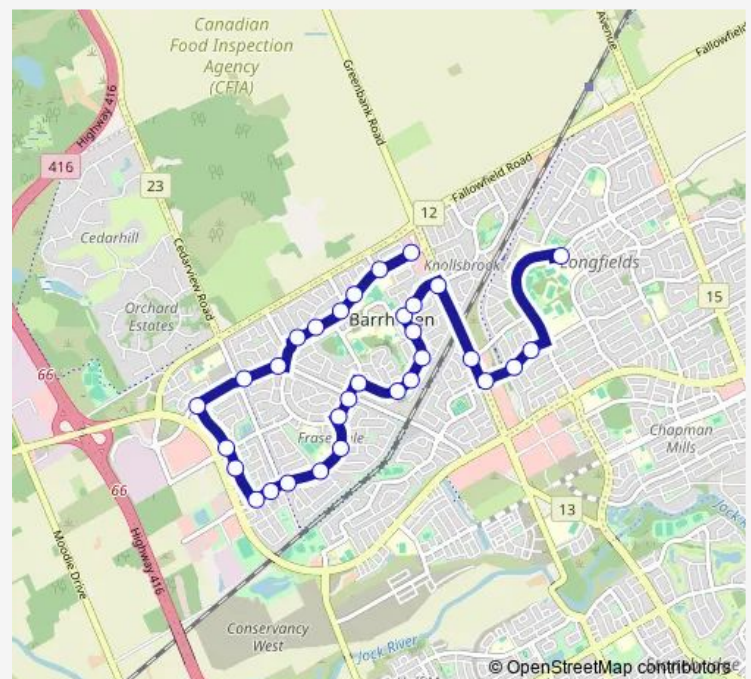 Canadian
Food Inspection
Agency
(CFIA)
Avenue
Fallowfield
Highway 416
Greenbank Road
416
23
12
Fallowfield Road
Cedarhill
Cedarview Road
Knollsbrook
Longfields
15
Orchard
Estates
66
Chapman
Mills
66
13
Moodie Drive
Highway 416
Conservancy
West
Jock River
© OpenStreetMap contributors